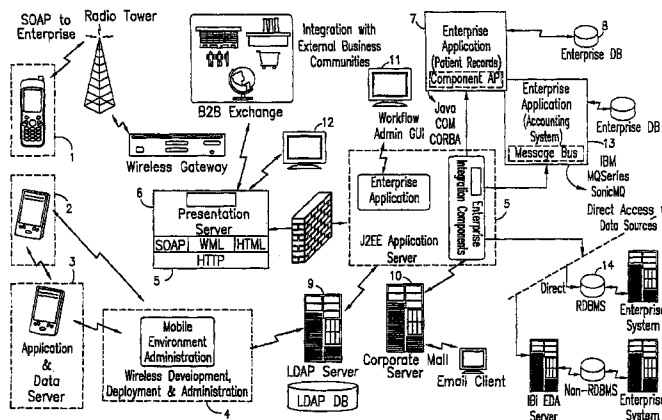 SOAP to
Enterprise
Radio Tower
1
Wireless Gateway
B2B Exchange
Integration with
External Business
Communities
11
Workflow
Admin GUI
12
7
Enterprise
Application
(Patient Records)
Component API
Java
COM
CORBA
8
Enterprise DB
Enterprise
Application
(Accounting
System)
Message Bus
13
IBM
MQSeries
SonicMQ
Enterprise DB
Direct Access to
Data Sources
2
3
Application
&
Data
Server
6
Presentation
Server
SOAP
WML
HTML
HTTP
5
Enterprise
Application
J2EE Application
Server
Enterprise
Integration Components
5
Mobile
Environment
Administration
Wireless Development,
Deployment & Administration
4
9
LDAP Server
LDAP DB
10
Corporate Mail
Server
Email Client
Direct
14
RDBMS
Enterprise
System
IBI EDA
Server
Non-RDBMS
Enterprise
System